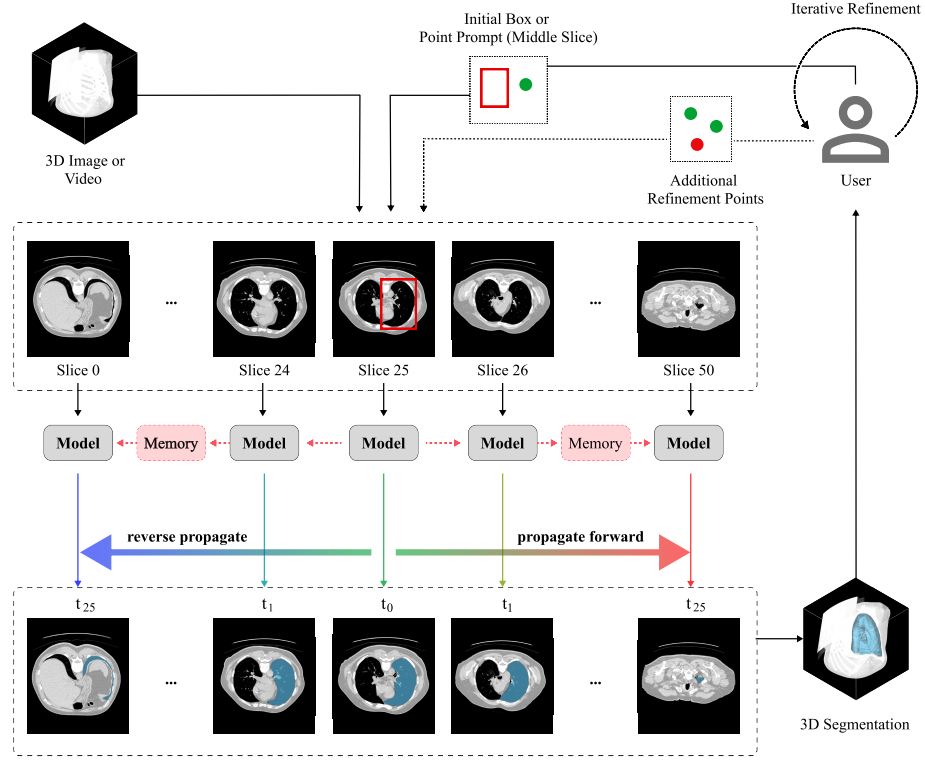 Iterative Refinement
Initial Box or
Point Prompt (Middle Slice)
3D Image or
Video
Additional
Refinement Points
User
...
...
Slice 0
Slice 24
Slice 25
Slice 26
Slice 50
Model
Memory
Model
Model
Model
Memory
Model
reverse propagate
propagate forward
t25
t1
t0
t1
t25
...
...
3D Segmentation